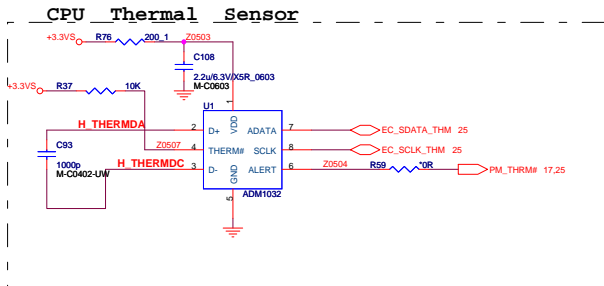 CPU Thermal Sensor
+3.3VS R76 200_1 Z0503
C108
2.2u/6.3V/X5R_0603
M-C0603
+3.3VS R37 10K
U1
1
VDD
H_THERMDA 2 D+ ADATA 7 EC_SDATA_THM 25
C93
1000p
M-C0402-UW
Z0507 4 THERM# SCLK 8 EC_SCLK_THM 25
H_THERMDC 3 D- ALERT 6 Z0504 R59 *0R PM_THRM# 17,25
GND
5
ADM1032